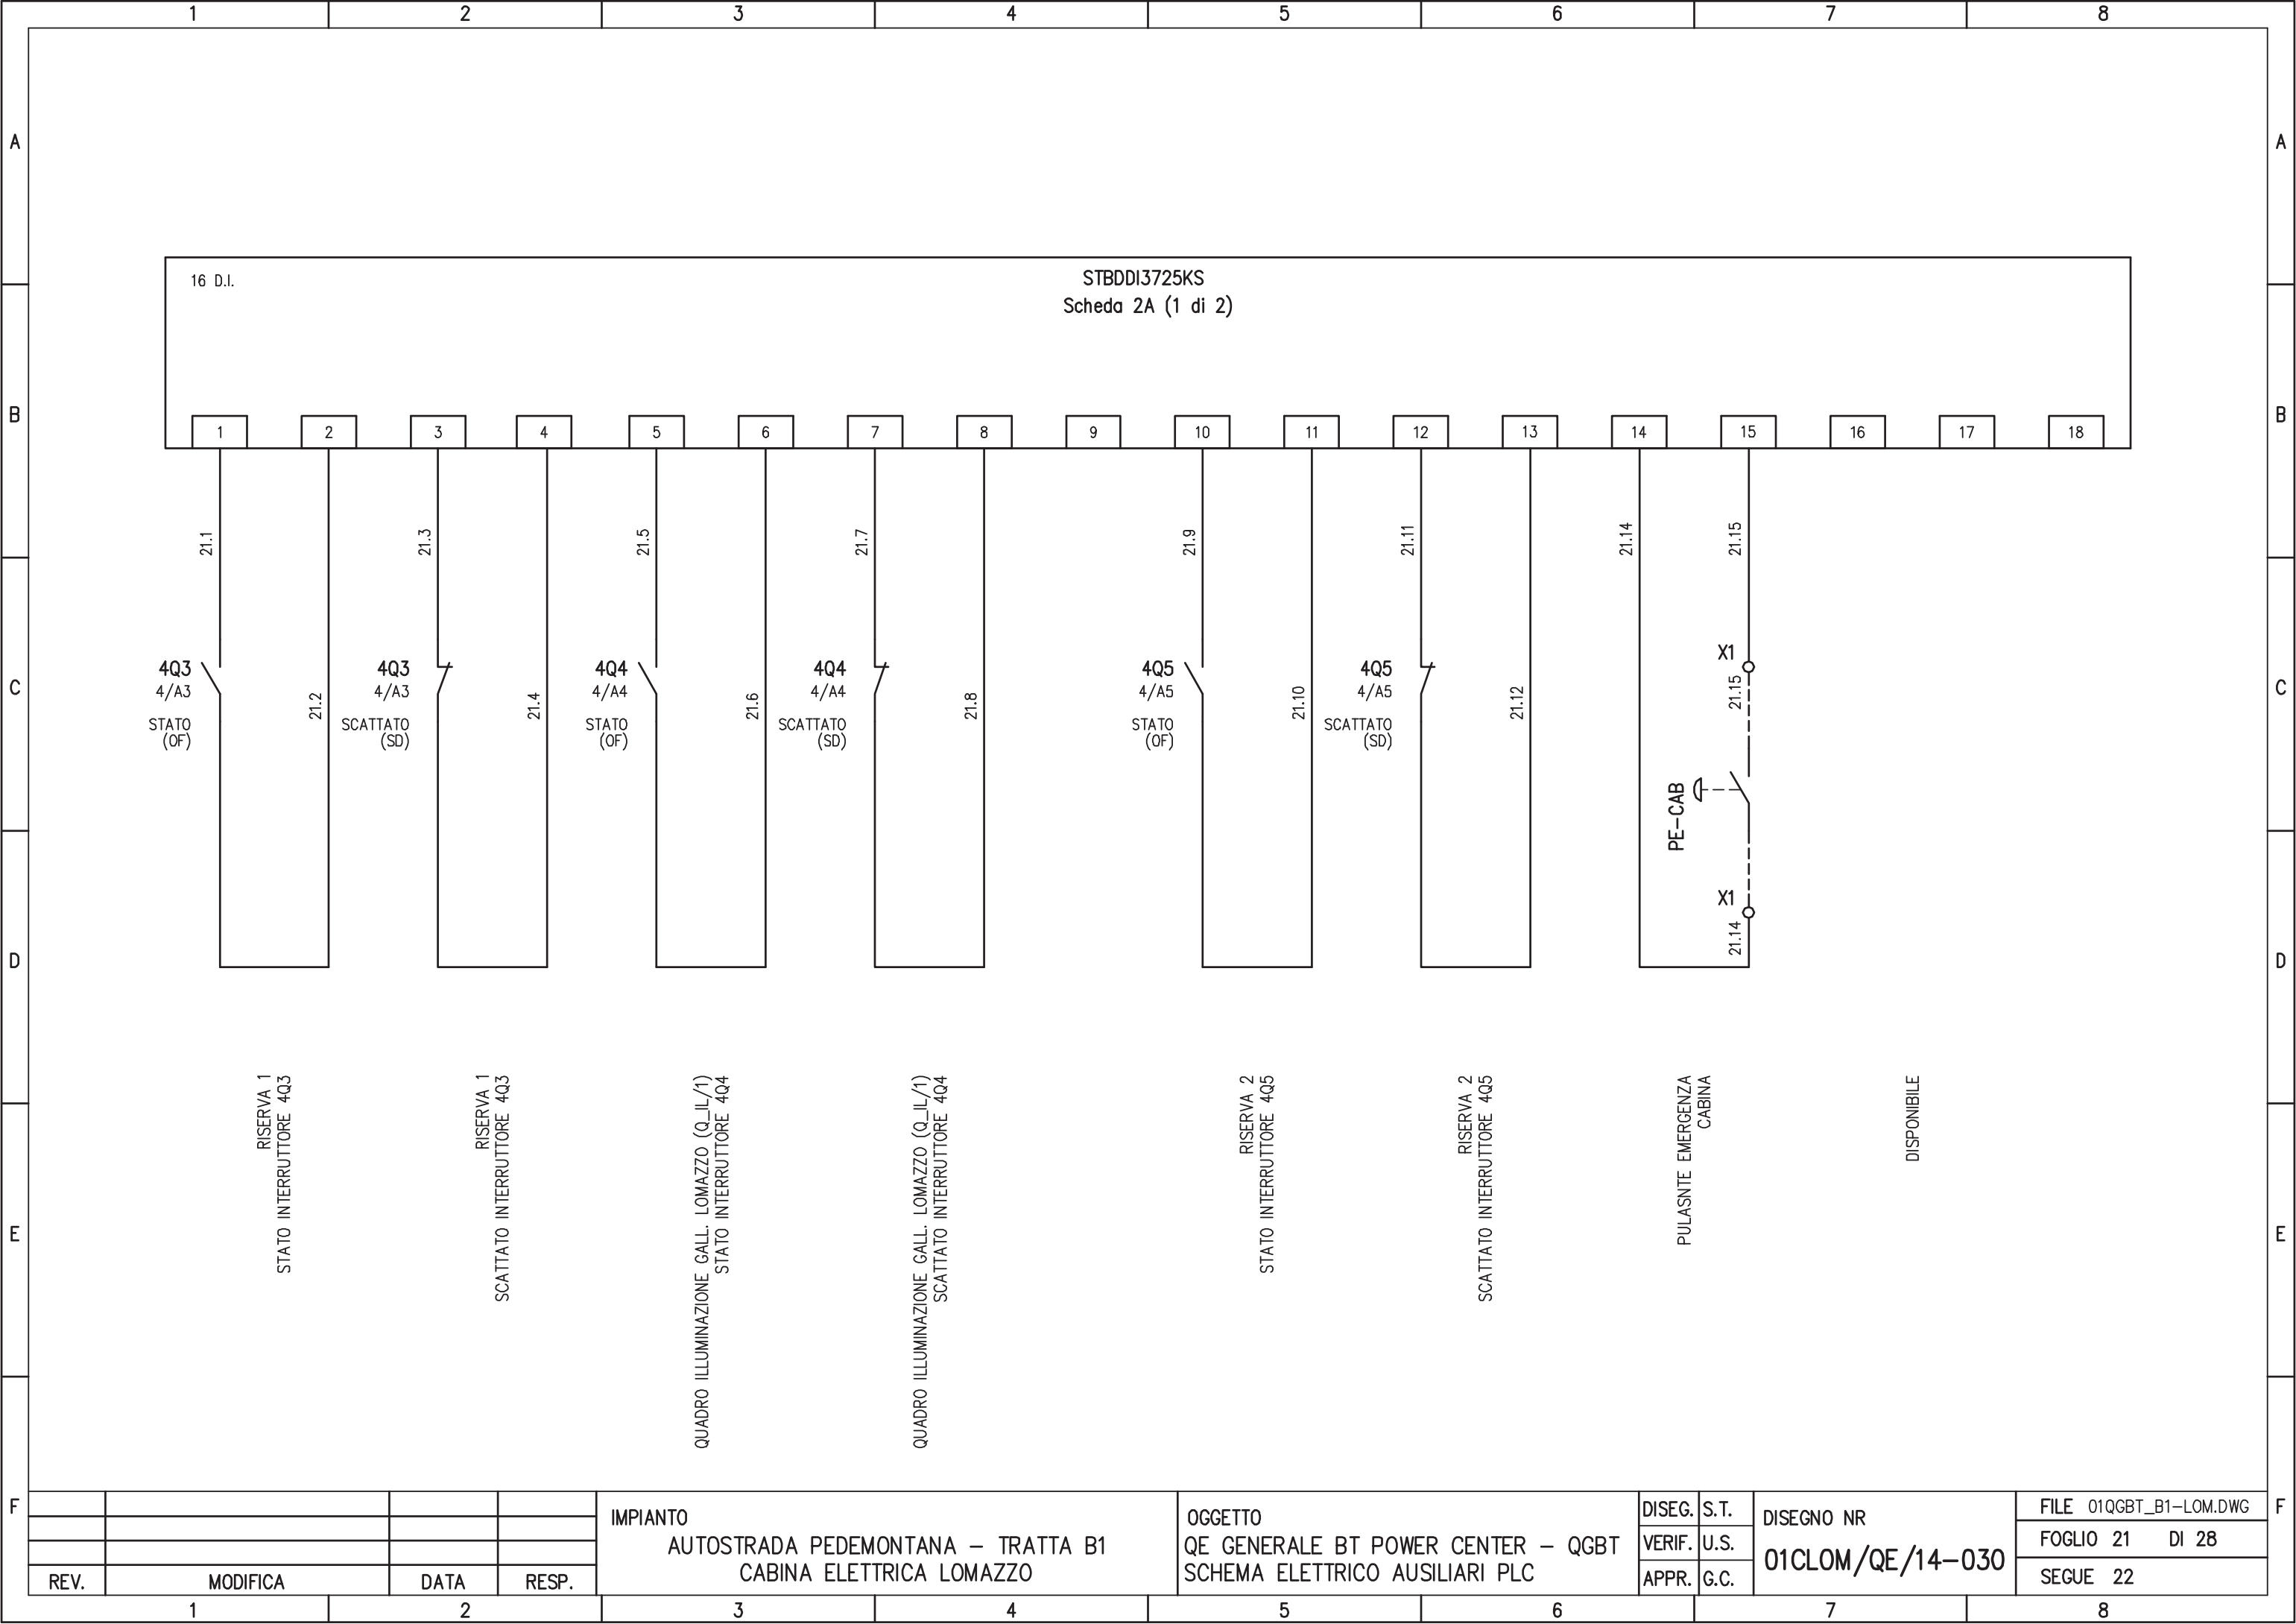 1 2 3 4 5 6 7 8
A A
16 D.I.
STBDDI3725KS
Scheda 2A (1 di 2)
B B
1 2 3 4 5 6 7 8 9 10 11 12 13 14 15 16 17 18
21.1 21.3 21.5 21.7 21.9 21.11 21.14 21.15
C C
4Q3
4/A3
STATO
(OF)
21.2
4Q3
4/A3
SCATTATO
(SD)
21.4
4Q4
4/A4
STATO
(OF)
21.6
4Q4
4/A4
SCATTATO
(SD)
21.8
4Q5
4/A5
STATO
(OF)
21.10
4Q5
4/A5
SCATTATO
(SD)
21.12
X1
21.15
PE-CAB
X1
21.14
D D
RISERVA 1
STATO INTERRUTTORE 4Q3
RISERVA 1
SCATTATO INTERRUTTORE 4Q3
QUADRO ILLUMINAZIONE GALL. LOMAZZO (Q_IL/1)
STATO INTERRUTTORE 4Q4
QUADRO ILLUMINAZIONE GALL. LOMAZZO (Q_IL/1)
SCATTATO INTERRUTTORE 4Q4
RISERVA 2
STATO INTERRUTTORE 4Q5
RISERVA 2
SCATTATO INTERRUTTORE 4Q5
PULASNTE EMERGENZA
CABINA
DISPONIBILE
E E
F F
REV. MODIFICA DATA RESP.
IMPIANTO
AUTOSTRADA PEDEMONTANA – TRATTA B1
CABINA ELETTRICA LOMAZZO
OGGETTO
QE GENERALE BT POWER CENTER – QGBT
SCHEMA ELETTRICO AUSILIARI PLC
DISEG. S.T.
VERIF. U.S.
APPR. G.C.
DISEGNO NR
01CLOM/QE/14-030
FILE 01QGBT_B1-LOM.DWG
FOGLIO 21 DI 28
SEGUE 22
1 2 3 4 5 6 7 8